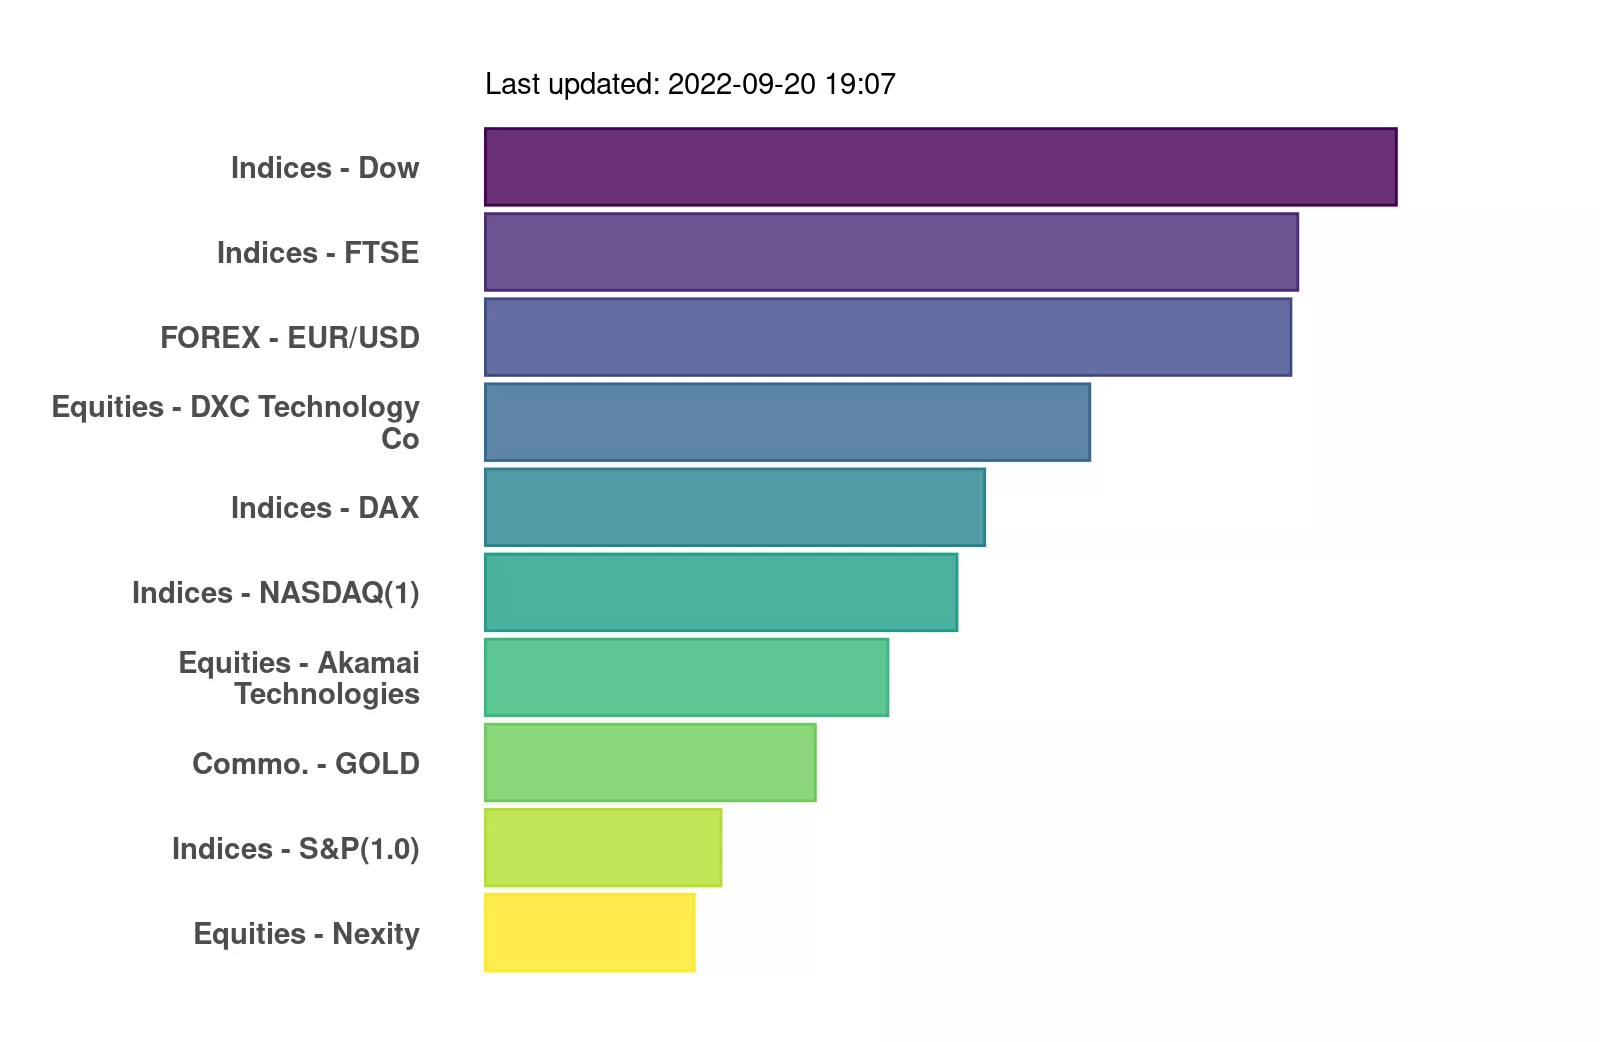 Last updated: 2022-09-20 19:07
Indices - Dow
Indices - FTSE
FOREX - EUR/USD
Equities - DXC Technology
Co
Indices - DAX
Indices - NASDAQ(1)
Equities - Akamai
Technologies
Commo. - GOLD
Indices - S&P(1.0)
Equities - Nexity